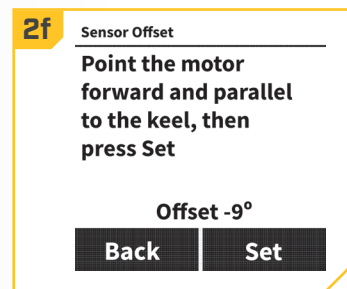 2f
Sensor Offset
Point the motor
forward and parallel
to the keel, then
press Set
Offset -9°
Back Set